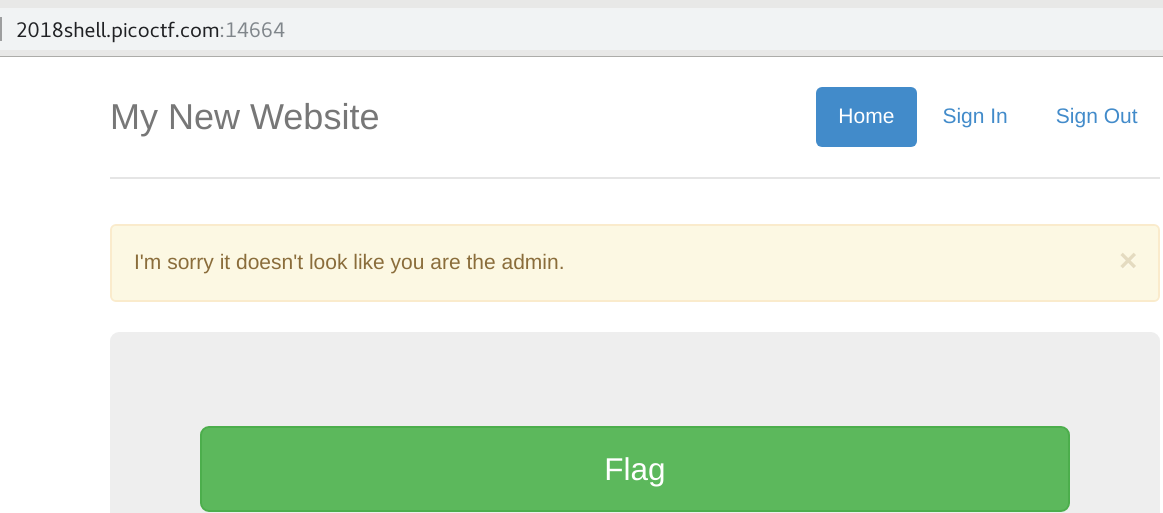 2018shell.picoctf.com:14664
My New Website
Home Sign In Sign Out
I'm sorry it doesn't look like you are the admin. ×
Flag